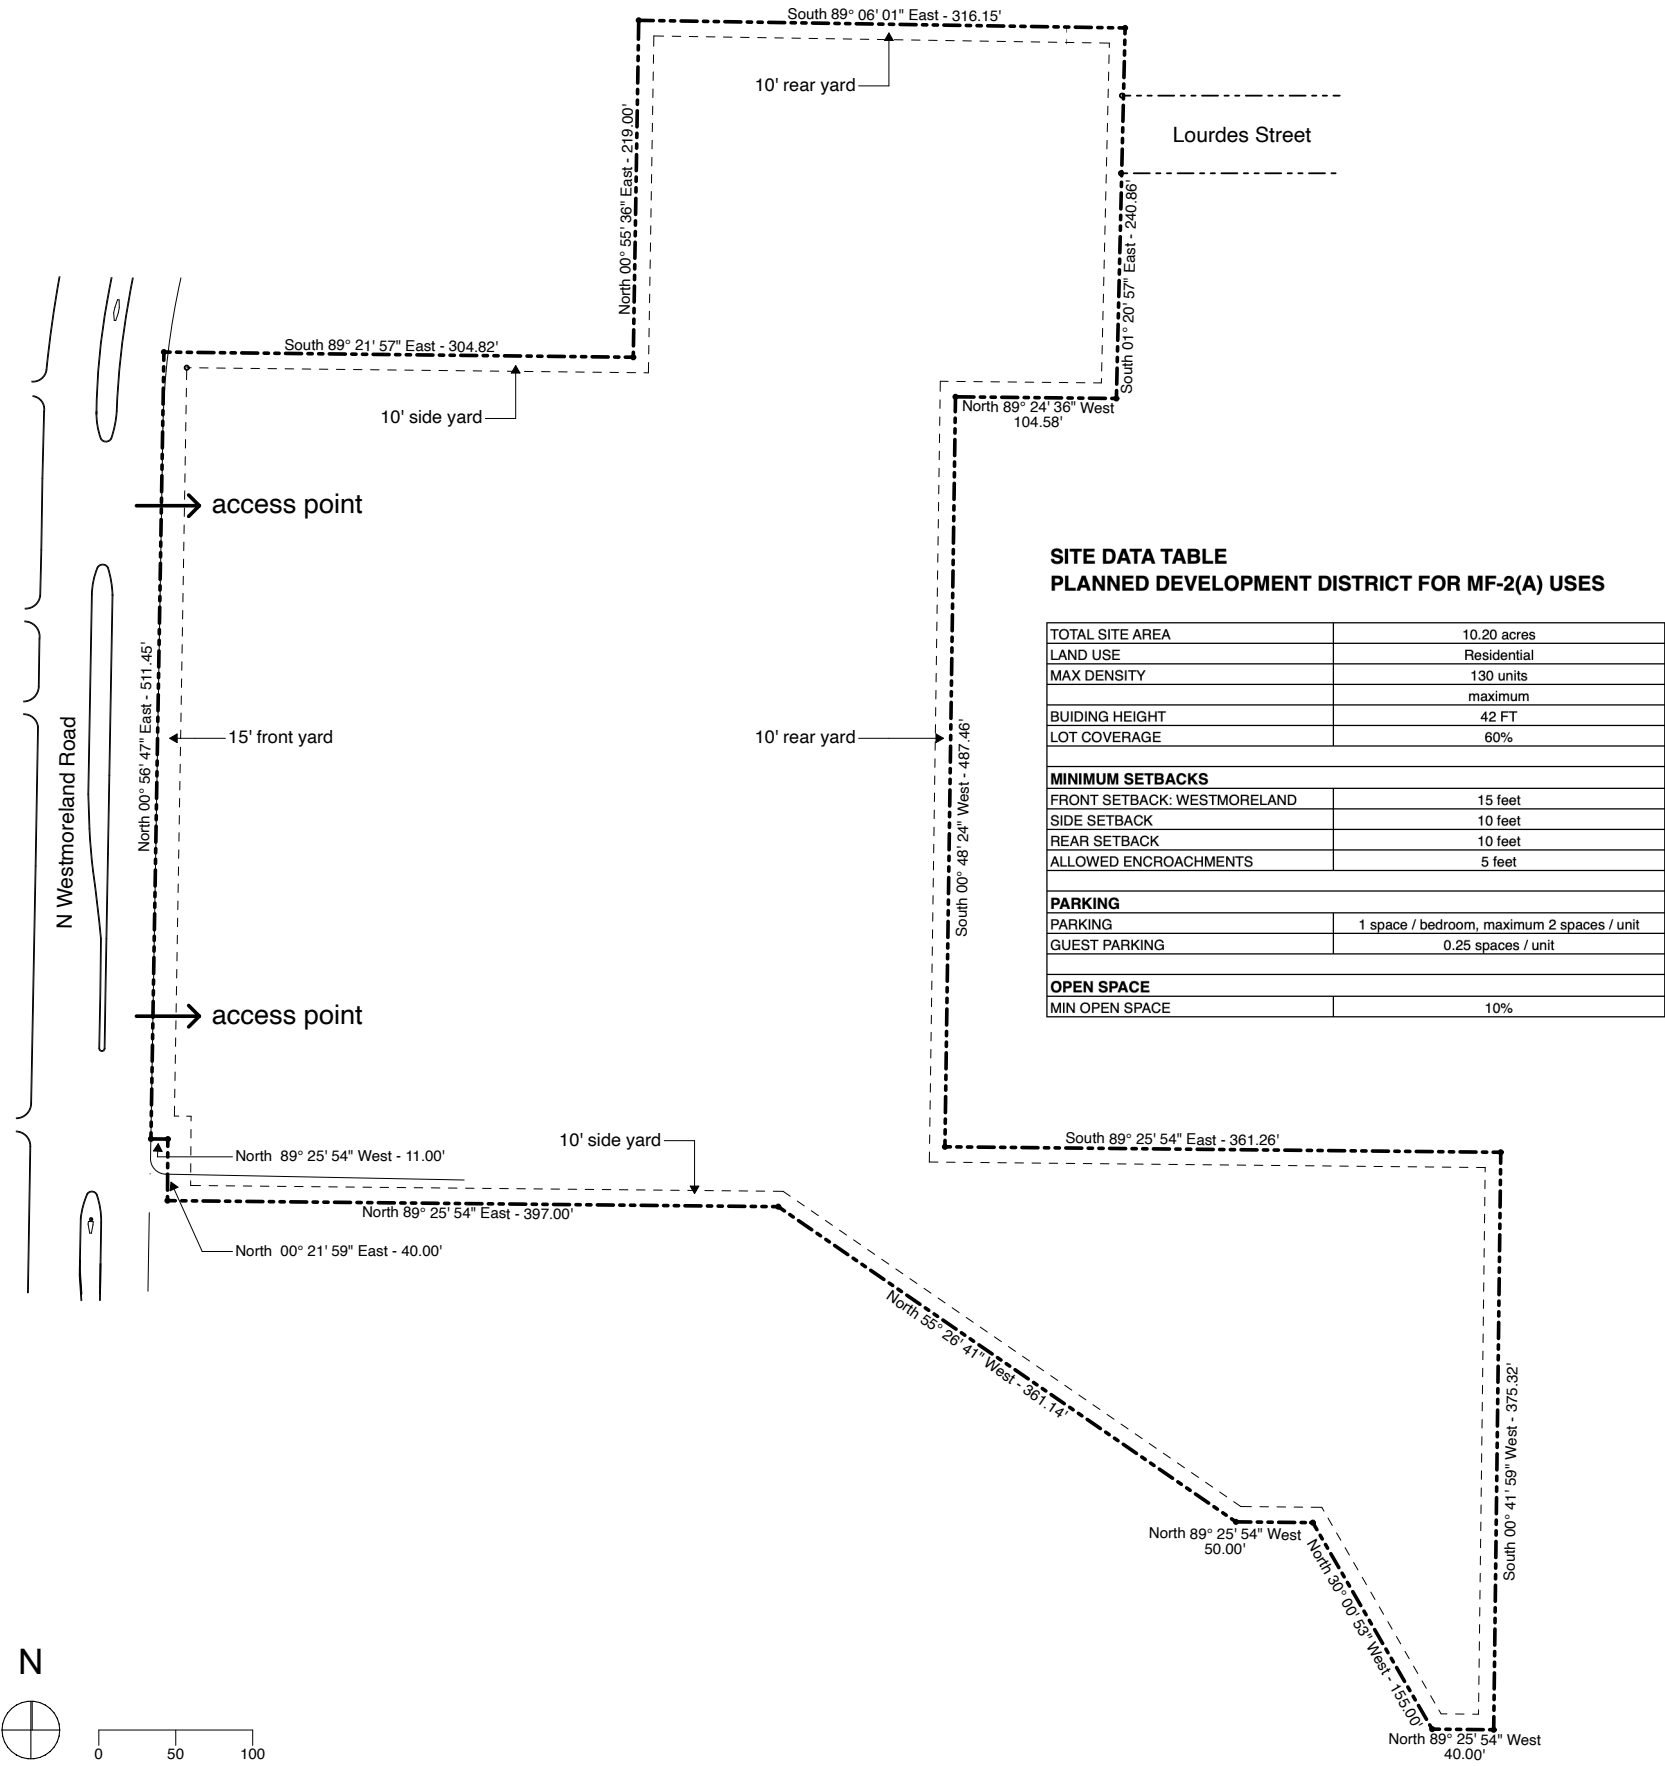 South 89° 06' 01" East - 316.15'
10' rear yard
North 00° 55' 36" East - 219.00'
Lourdes Street
South 01° 20' 57" East - 240.86'
South 89° 21' 57" East - 304.82'
10' side yard
North 89° 24' 36" West
104.58'
access point
SITE DATA TABLE
PLANNED DEVELOPMENT DISTRICT FOR MF-2(A) USES
TOTAL SITE AREA 10.20 acres
LAND USE Residential
MAX DENSITY 130 units
maximum
BUIDING HEIGHT 42 FT
LOT COVERAGE 60%
MINIMUM SETBACKS
FRONT SETBACK: WESTMORELAND 15 feet
SIDE SETBACK 10 feet
REAR SETBACK 10 feet
ALLOWED ENCROACHMENTS 5 feet
PARKING
PARKING 1 space / bedroom, maximum 2 spaces / unit
GUEST PARKING 0.25 spaces / unit
OPEN SPACE
MIN OPEN SPACE 10%
N Westmoreland Road
North 00° 56' 47" East - 511.45'
15' front yard
10' rear yard
South 00° 48' 24" West - 487.46'
access point
10' side yard
South 89° 25' 54" East - 361.26'
North 89° 25' 54" West - 11.00'
North 89° 25' 54" East - 397.00'
North 00° 21' 59" East - 40.00'
North 55° 26' 41" West - 361.14'
South 00° 41' 59" West - 375.32'
North 89° 25' 54" West
50.00'
North 30° 00' 53" West - 155.00'
North 89° 25' 54" West
40.00'
N
0 50 100